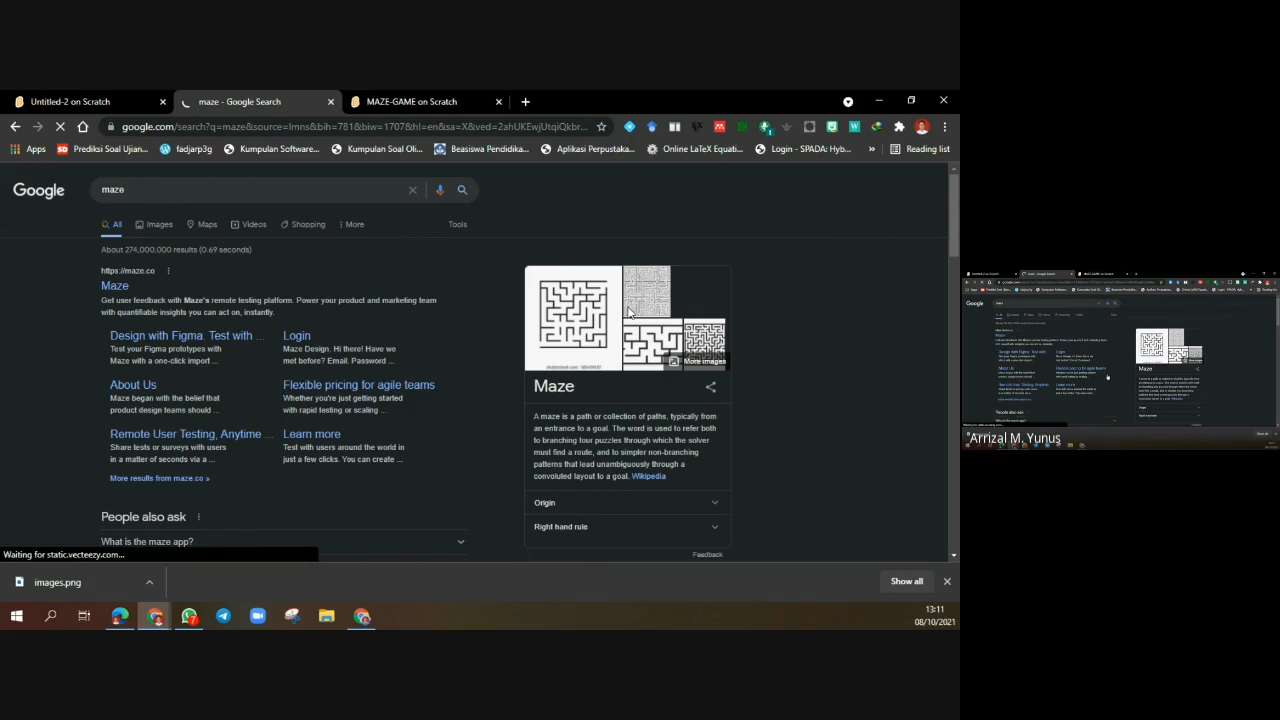 Untitled-2 on Scratch
maze - Google Search
MAZE-GAME on Scratch
google.com/search?q=maze&source=lmns&bih=781&biw=1707&hl=en&sa=X&ved=2ahUKEwjUtqiQkbr...
Apps
Prediksi Soal Ujian...
fadjarp3g
Kumpulan Software...
Kumpulan Soal Oli...
Beasiswa Pendidika...
Aplikasi Perpustaka...
Online LaTeX Equati...
Login - SPADA: Hyb...
»
Reading list
Google
maze
All
Images
Maps
Videos
Shopping
More
Tools
About 274,000,000 results (0.69 seconds)
https://maze.co
Maze
Get user feedback with Maze's remote testing platform. Power your product and marketing team
with quantifiable insights you can act on, instantly.
Design with Figma. Test with ...
Test your Figma prototypes with
Maze with a one-click import ...
Login
Maze Design. Hi there! Have we
met before? Email. Password ...
About Us
Maze began with the belief that
product design teams should ...
Flexible pricing for agile teams
Whether you're just getting started
with rapid testing or scaling ...
Remote User Testing, Anytime ...
Share tests or surveys with users
in a matter of seconds via a ...
Learn more
Test with users around the world in
just a few clicks. You can create ...
More results from maze.co »
People also ask
What is the maze app?
More images
Maze
A maze is a path or collection of paths, typically from
an entrance to a goal. The word is used to refer both
to branching tour puzzles through which the solver
must find a route, and to simpler non-branching
patterns that lead unambiguously through a
convoluted layout to a goal. Wikipedia
Origin
Right hand rule
Feedback
Waiting for static.vecteezy.com...
images.png
Show all
13:11
08/10/2021
Arrizal M. Yunus